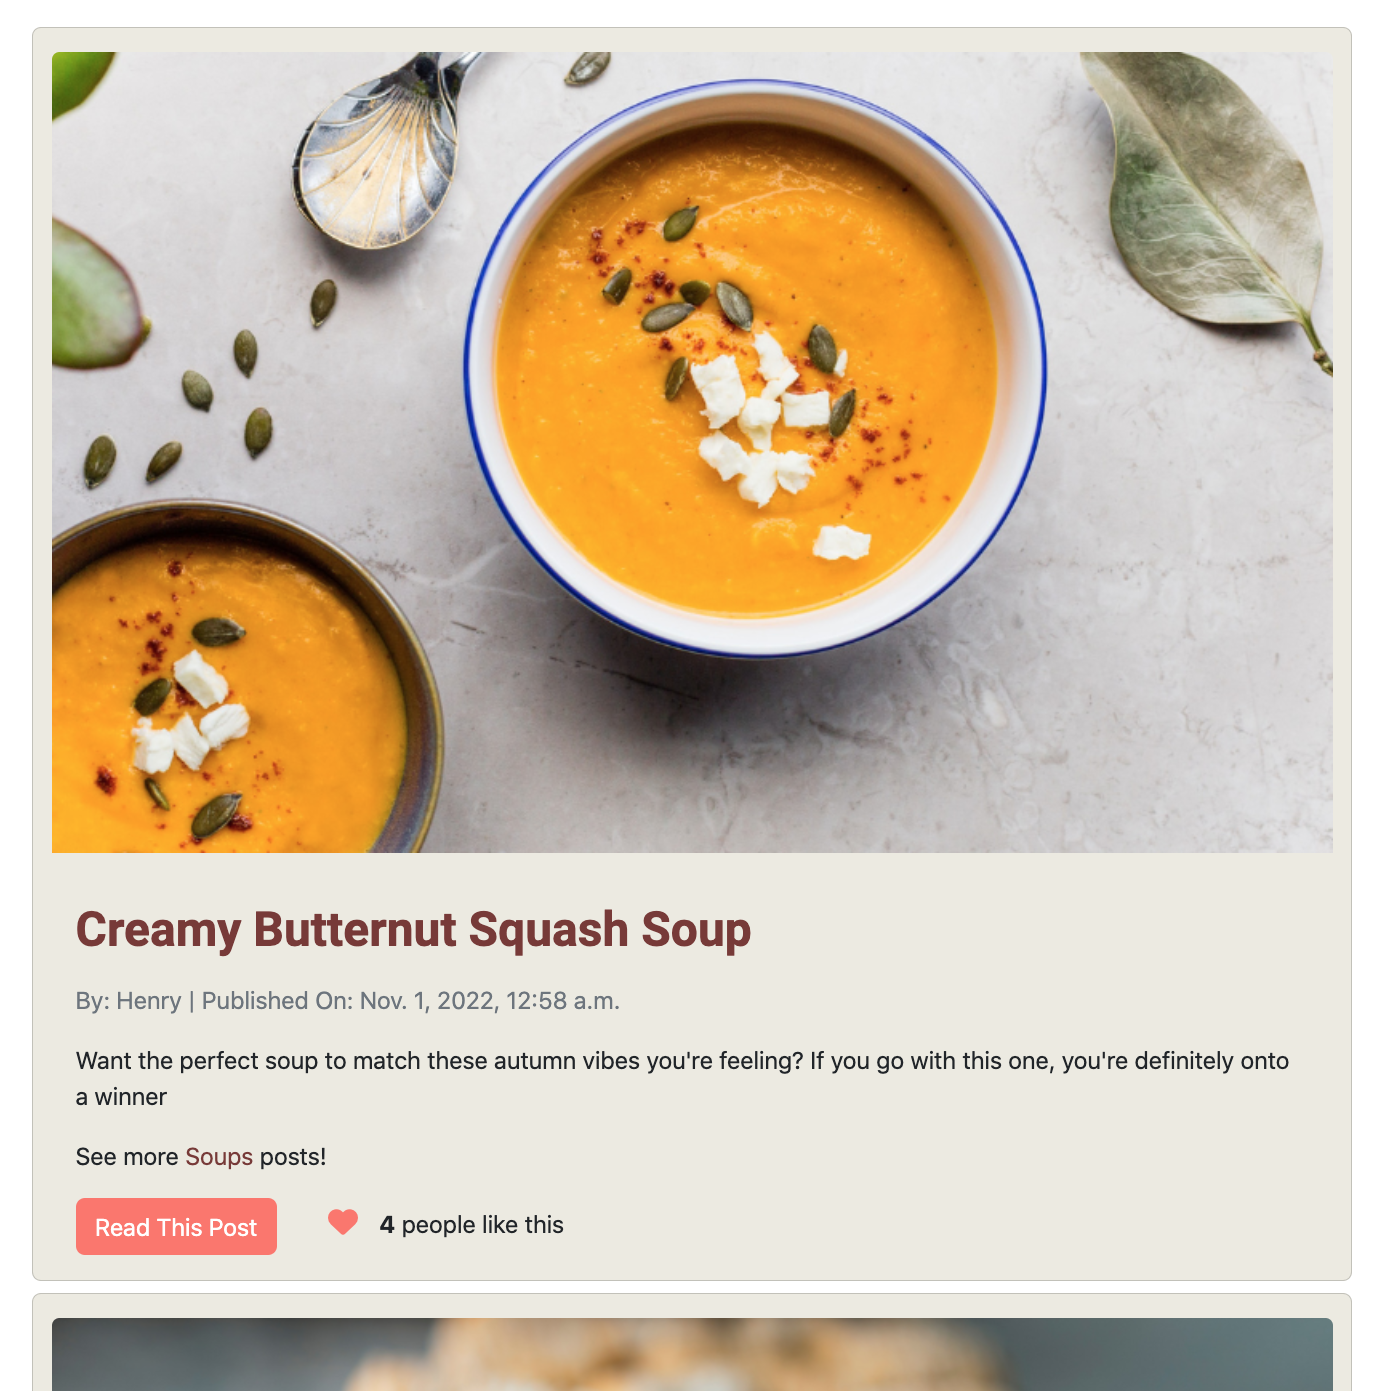 Creamy Butternut Squash Soup
By: Henry | Published On: Nov. 1, 2022, 12:58 a.m.
Want the perfect soup to match these autumn vibes you're feeling? If you go with this one, you're definitely onto
a winner
See more Soups posts!
Read This Post
4 people like this